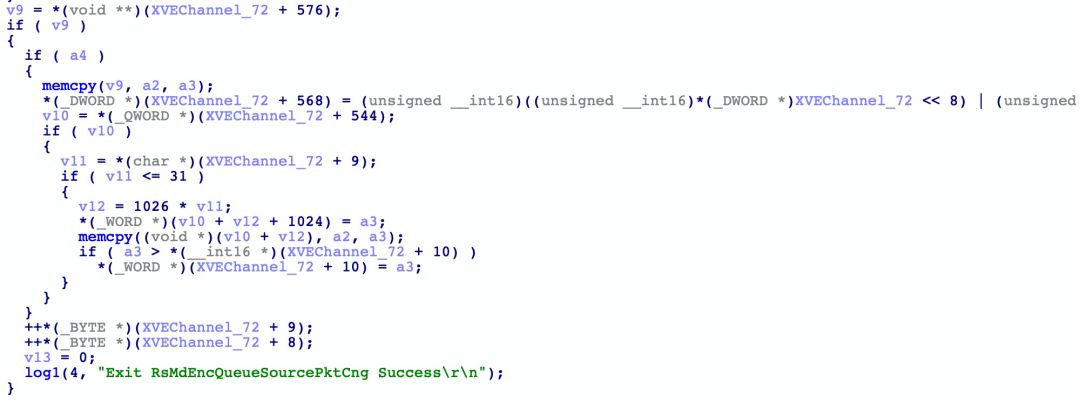 v9 = *(void **)(XVEChannel_72 + 576);
if ( v9 )
{
if ( a4 )
{
memcpy(v9, a2, a3);
*(_DWORD *)(XVEChannel_72 + 568) = (unsigned __int16)((unsigned __int16)*(_DWORD *)XVEChannel_72 << 8) | (unsigned
v10 = *(_QWORD *)(XVEChannel_72 + 544);
if ( v10 )
{
v11 = *(char *)(XVEChannel_72 + 9);
if ( v11 <= 31 )
{
v12 = 1026 * v11;
*(_WORD *)(v10 + v12 + 1024) = a3;
memcpy((void *)(v10 + v12), a2, a3);
if ( a3 > *(__int16 *)(XVEChannel_72 + 10) )
*(_WORD *)(XVEChannel_72 + 10) = a3;
}
}
}
++*(_BYTE *)(XVEChannel_72 + 9);
++*(_BYTE *)(XVEChannel_72 + 8);
v13 = 0;
log1(4, "Exit RsMdEncQueueSourcePktCng Success\r\n");
}